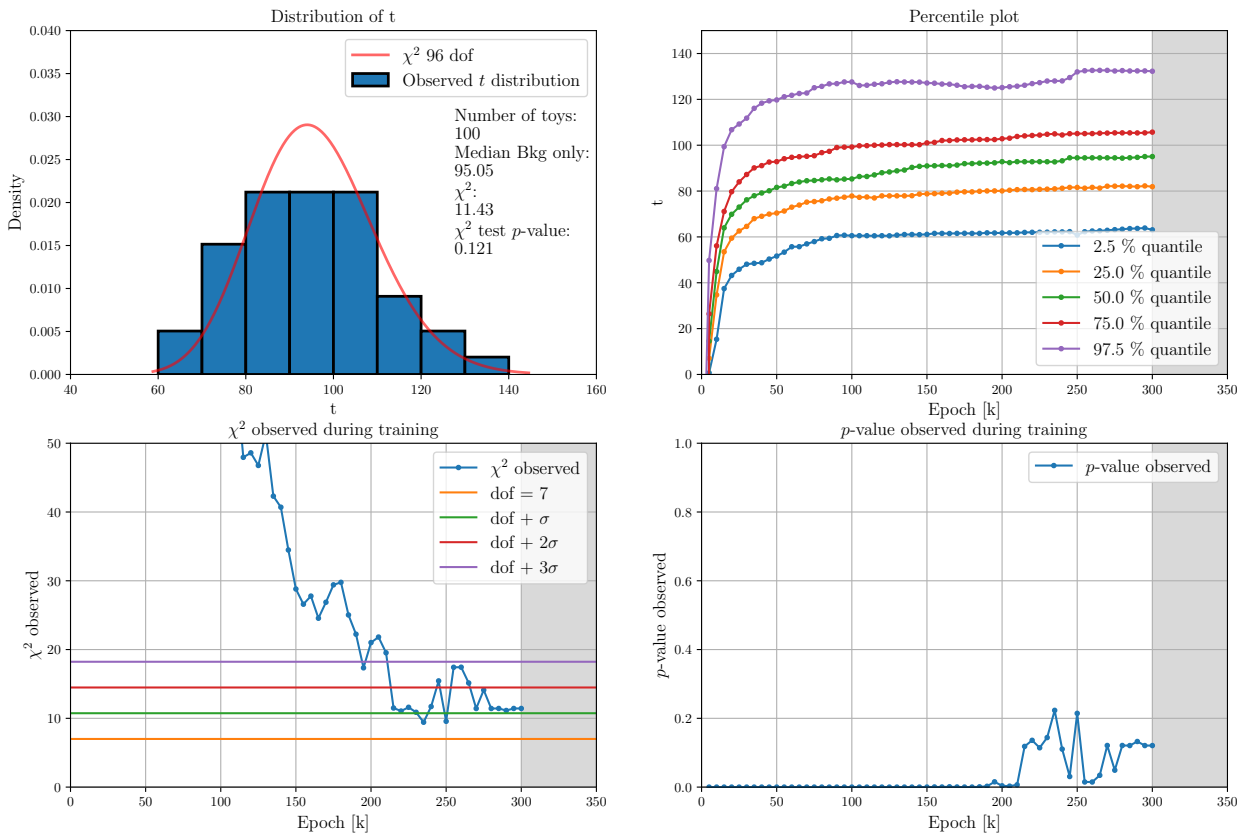 Distribution of t
0.040
0.035
0.030
0.025
0.020
0.015
0.010
0.005
0.000
Density
40
60
80
100
120
140
160
t
χ² 96 dof
Observed t distribution
Number of toys:
100
Median Bkg only:
95.05
χ²:
11.43
χ² test p-value:
0.121
Percentile plot
140
120
100
80
60
40
20
0
t
0
50
100
150
200
250
300
350
Epoch [k]
2.5 % quantile
25.0 % quantile
50.0 % quantile
75.0 % quantile
97.5 % quantile
χ² observed during training
50
40
30
20
10
0
χ² observed
0
50
100
150
200
250
300
350
Epoch [k]
χ² observed
dof = 7
dof + σ
dof + 2σ
dof + 3σ
p-value observed during training
1.0
0.8
0.6
0.4
0.2
0.0
p-value observed
0
50
100
150
200
250
300
350
Epoch [k]
p-value observed